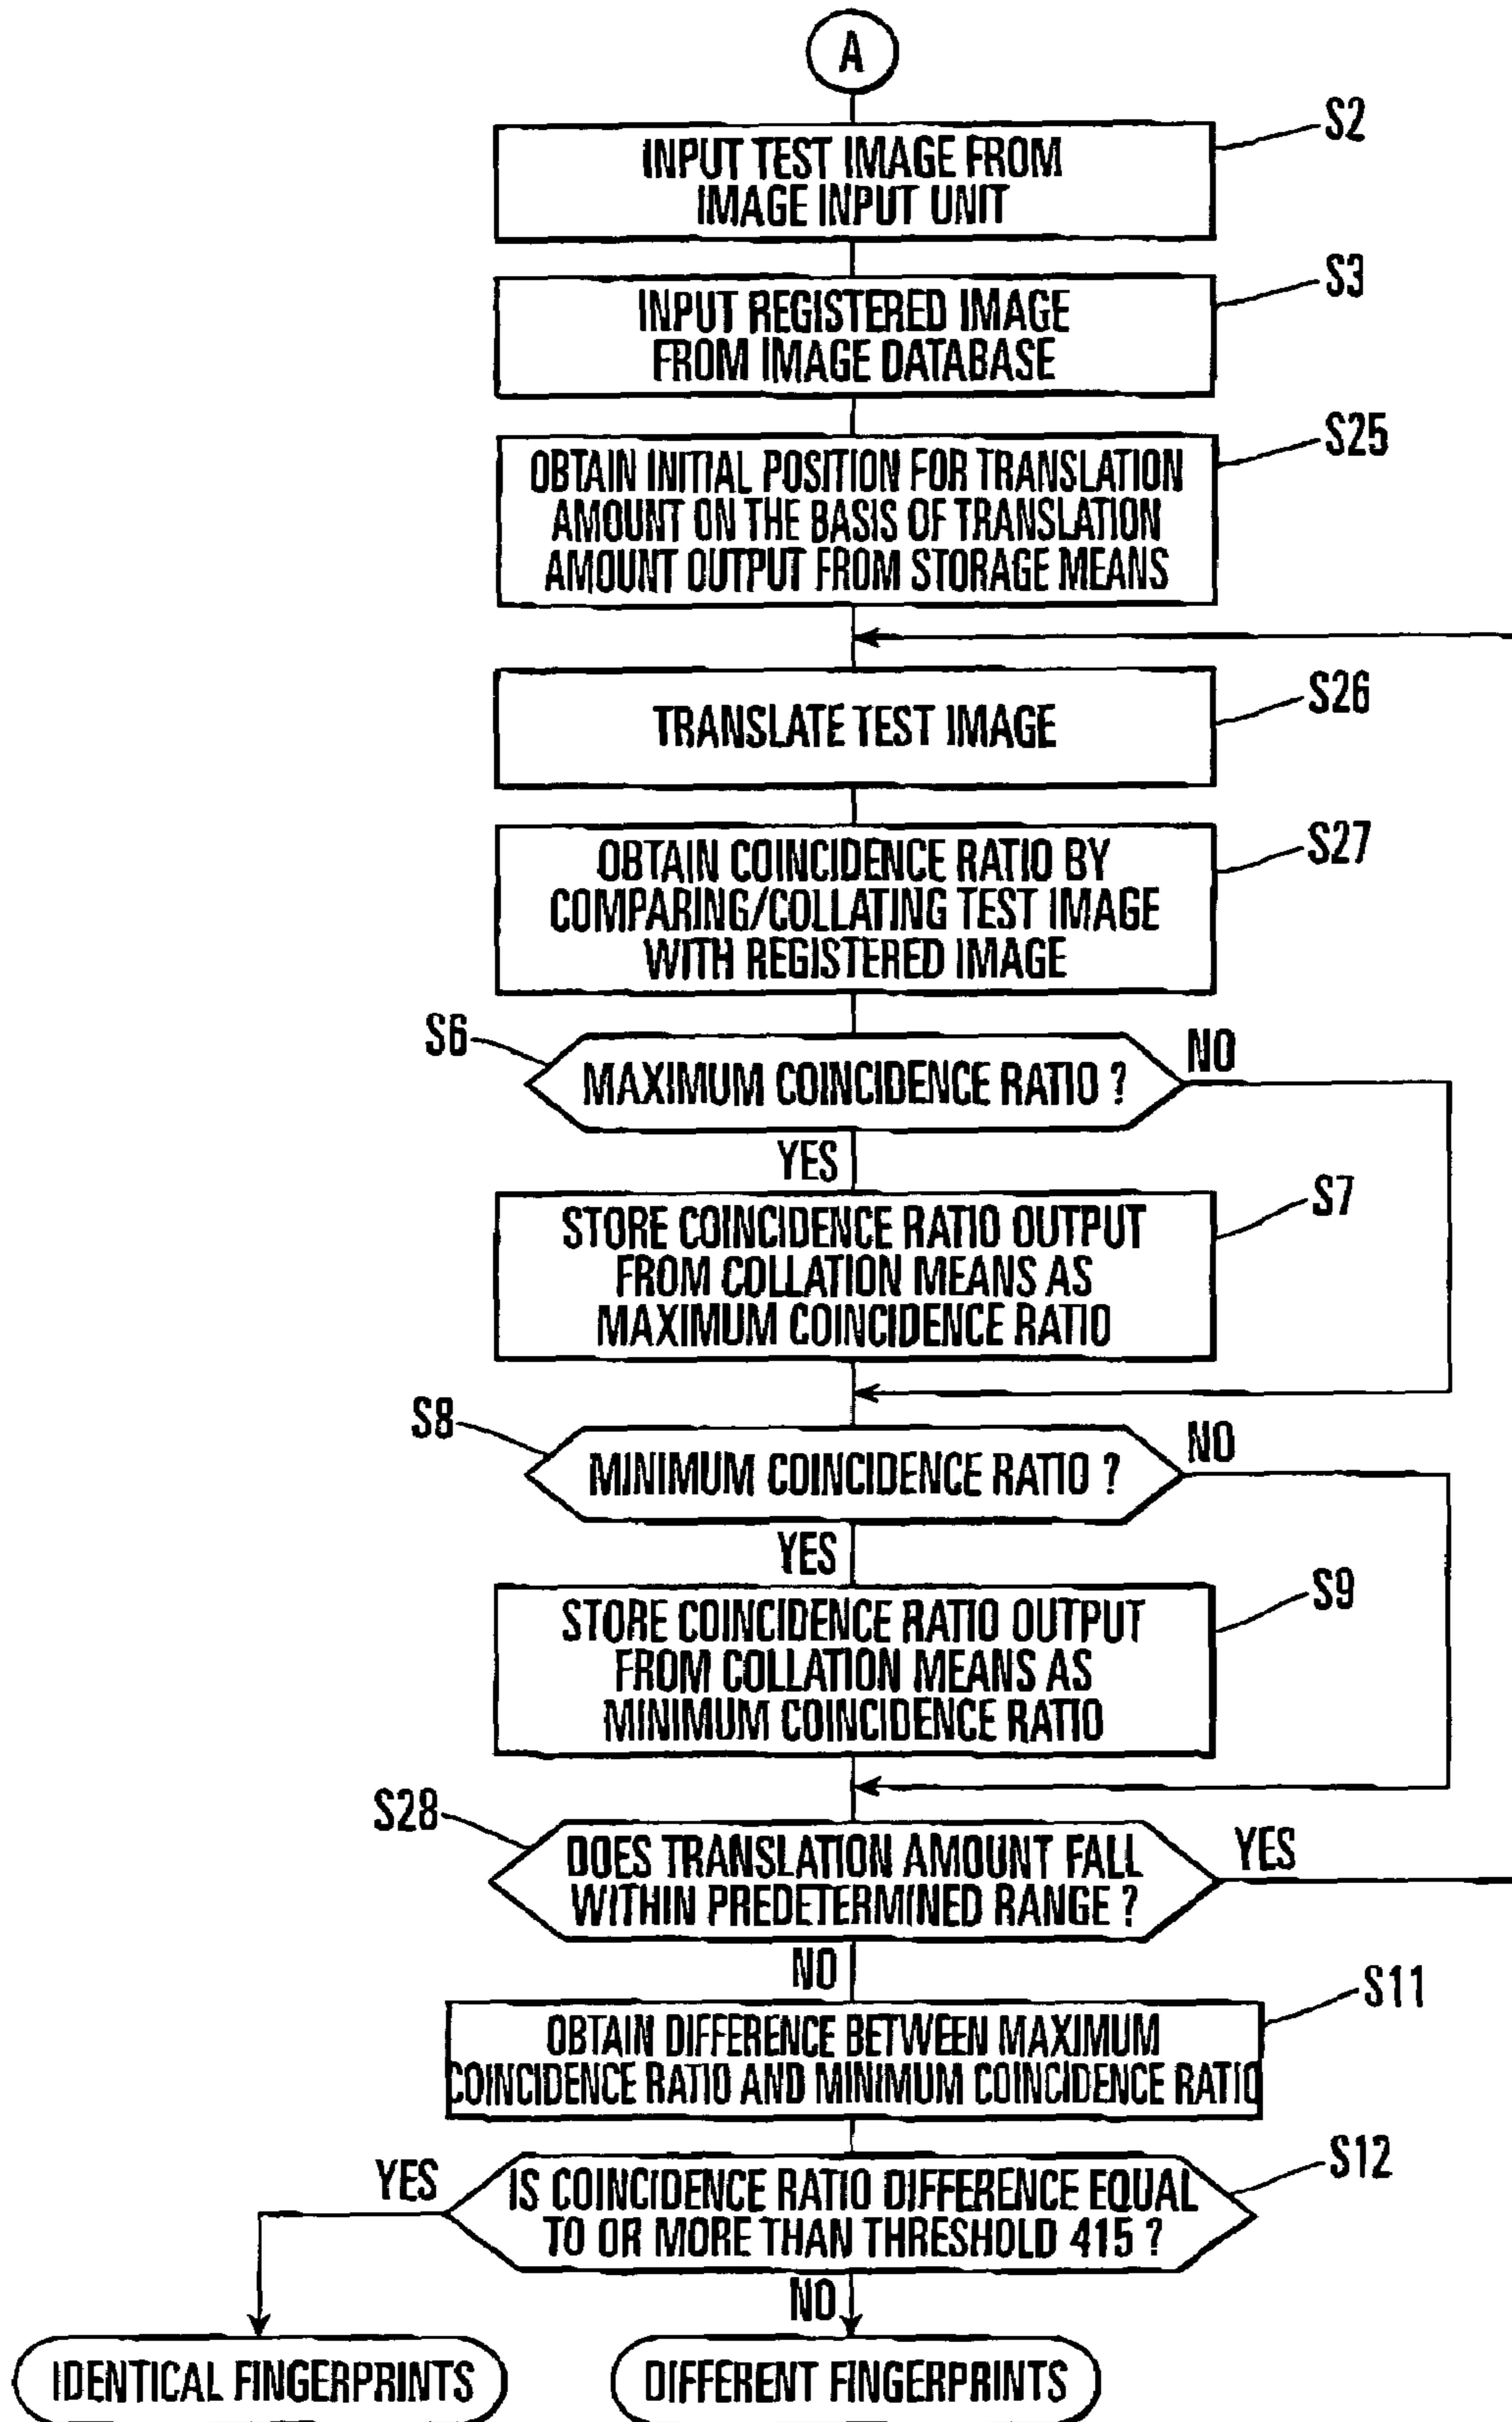 A
S2
INPUT TEST IMAGE FROM
IMAGE INPUT UNIT
S3
INPUT REGISTERED IMAGE
FROM IMAGE DATABASE
S25
OBTAIN INITIAL POSITION FOR TRANSLATION
AMOUNT ON THE BASIS OF TRANSLATION
AMOUNT OUTPUT FROM STORAGE MEANS
S26
TRANSLATE TEST IMAGE
S27
OBTAIN COINCIDENCE RATIO BY
COMPARING/COLLATING TEST IMAGE
WITH REGISTERED IMAGE
S6
MAXIMUM COINCIDENCE RATIO ?
NO
YES
S7
STORE COINCIDENCE RATIO OUTPUT
FROM COLLATION MEANS AS
MAXIMUM COINCIDENCE RATIO
S8
MINIMUM COINCIDENCE RATIO ?
NO
YES
S9
STORE COINCIDENCE RATIO OUTPUT
FROM COLLATION MEANS AS
MINIMUM COINCIDENCE RATIO
S28
DOES TRANSLATION AMOUNT FALL
WITHIN PREDETERMINED RANGE ?
YES
NO
S11
OBTAIN DIFFERENCE BETWEEN MAXIMUM
COINCIDENCE RATIO AND MINIMUM COINCIDENCE RATIO
S12
YES
IS COINCIDENCE RATIO DIFFERENCE EQUAL
TO OR MORE THAN THRESHOLD 415 ?
NO
IDENTICAL FINGERPRINTS
DIFFERENT FINGERPRINTS